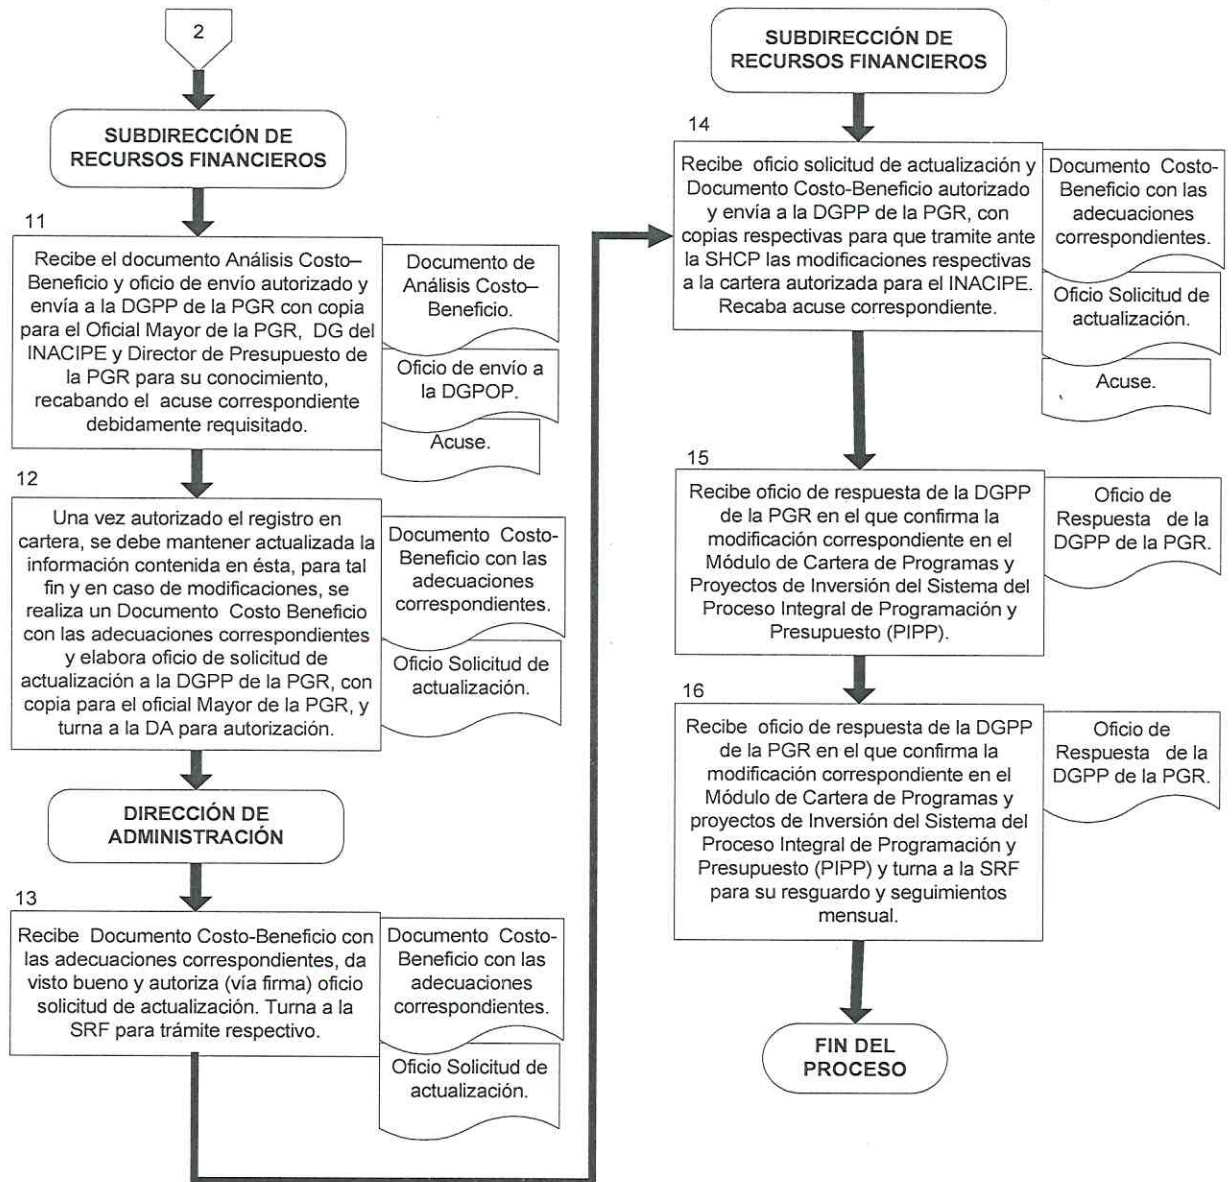 2
SUBDIRECCIÓN DE
RECURSOS FINANCIEROS
11
Recibe el documento Análisis Costo–
Beneficio y oficio de envío autorizado y
envía a la DGPP de la PGR con copia
para el Oficial Mayor de la PGR, DG del
INACIPE y Director de Presupuesto de
la PGR para su conocimiento,
recabando el acuse correspondiente
debidamente requisitado.
Documento de
Análisis Costo–
Beneficio.
Oficio de envío a
la DGPOP.
Acuse.
12
Una vez autorizado el registro en
cartera, se debe mantener actualizada la
información contenida en ésta, para tal
fin y en caso de modificaciones, se
realiza un Documento Costo Beneficio
con las adecuaciones correspondientes
y elabora oficio de solicitud de
actualización a la DGPP de la PGR, con
copia para el oficial Mayor de la PGR, y
turna a la DA para autorización.
Documento Costo-
Beneficio con las
adecuaciones
correspondientes.
Oficio Solicitud de
actualización.
DIRECCIÓN DE
ADMINISTRACIÓN
13
Recibe Documento Costo-Beneficio con
las adecuaciones correspondientes, da
visto bueno y autoriza (vía firma) oficio
solicitud de actualización. Turna a la
SRF para trámite respectivo.
Documento Costo-
Beneficio con las
adecuaciones
correspondientes.
Oficio Solicitud de
actualización.
SUBDIRECCIÓN DE
RECURSOS FINANCIEROS
14
Recibe oficio solicitud de actualización y
Documento Costo-Beneficio autorizado
y envía a la DGPP de la PGR, con
copias respectivas para que tramite ante
la SHCP las modificaciones respectivas
a la cartera autorizada para el INACIPE.
Recaba acuse correspondiente.
Documento Costo-
Beneficio con las
adecuaciones
correspondientes.
Oficio Solicitud de
actualización.
Acuse.
15
Recibe oficio de respuesta de la DGPP
de la PGR en el que confirma la
modificación correspondiente en el
Módulo de Cartera de Programas y
Proyectos de Inversión del Sistema del
Proceso Integral de Programación y
Presupuesto (PIPP).
Oficio de
Respuesta de la
DGPP de la PGR.
16
Recibe oficio de respuesta de la DGPP
de la PGR en el que confirma la
modificación correspondiente en el
Módulo de Cartera de Programas y
proyectos de Inversión del Sistema del
Proceso Integral de Programación y
Presupuesto (PIPP) y turna a la SRF
para su resguardo y seguimientos
mensual.
Oficio de
Respuesta de la
DGPP de la PGR.
FIN DEL
PROCESO